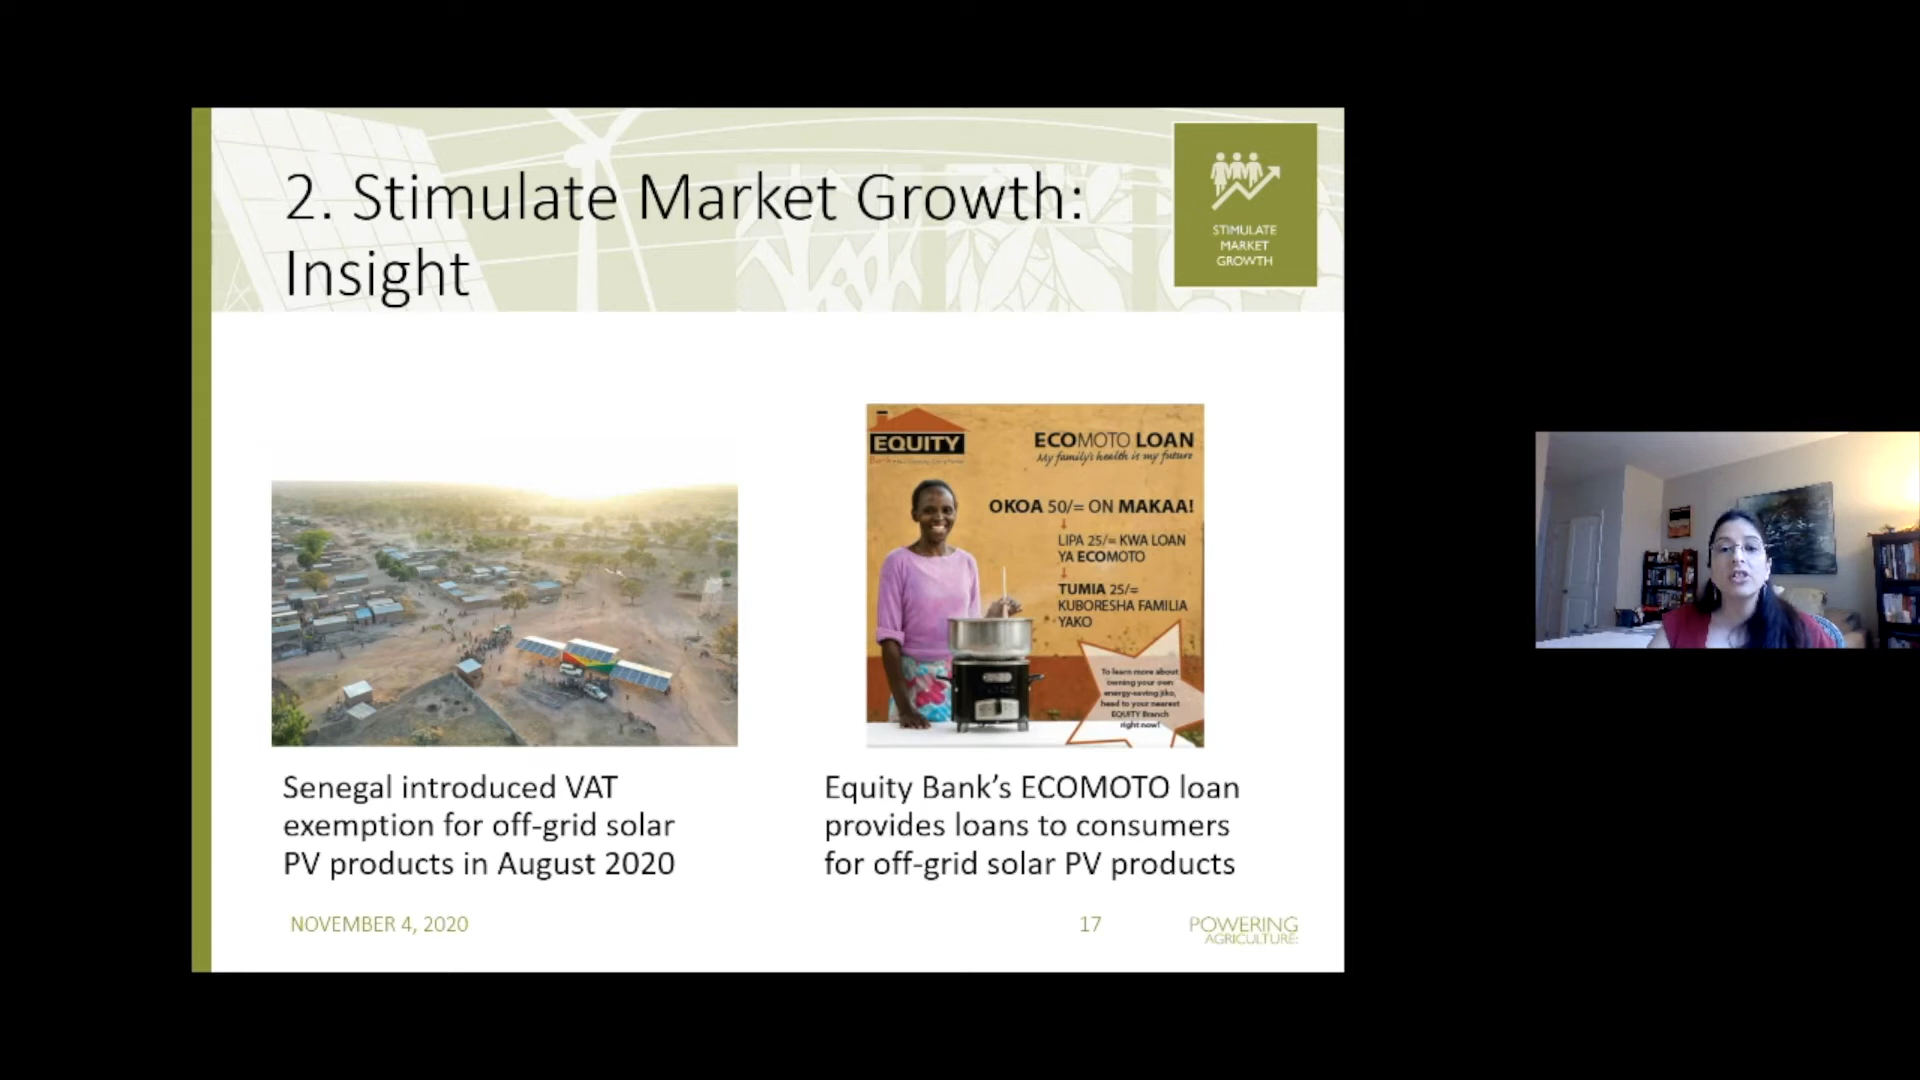 2. Stimulate Market Growth:
Insight
STIMULATE
MARKET
GROWTH
EQUITY
ECOMOTO LOAN
My family's health is my future
OKOA 50/= ON MAKAA!
LIPA 25/= KWA LOAN
YA ECOMOTO
TUMIA 25/=
KUBORESHA FAMILIA
YAKO
To learn more about
owning your own
energy-saving jiko,
head to your nearest
EQUITY Branch
right now!
Senegal introduced VAT
exemption for off-grid solar
PV products in August 2020
Equity Bank’s ECOMOTO loan
provides loans to consumers
for off-grid solar PV products
NOVEMBER 4, 2020
17
POWERING
AGRICULTURE: